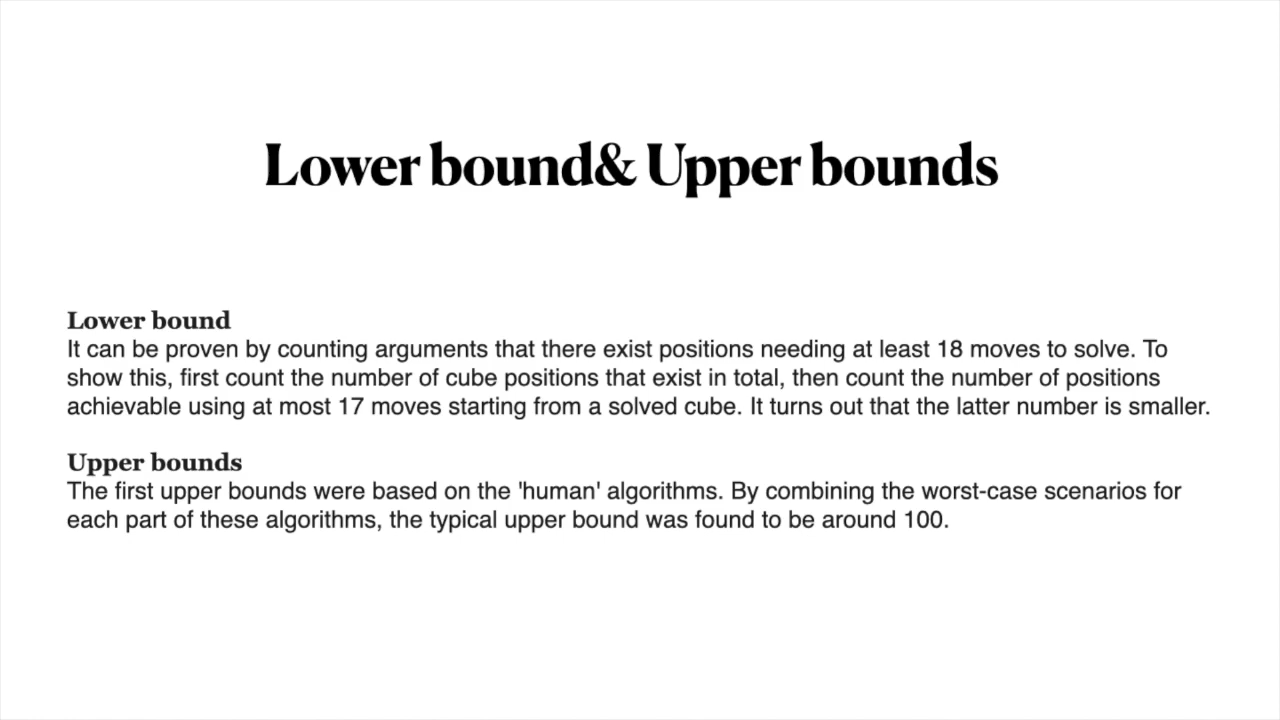 Lower bound& Upper bounds
Lower bound
It can be proven by counting arguments that there exist positions needing at least 18 moves to solve. To
show this, first count the number of cube positions that exist in total, then count the number of positions
achievable using at most 17 moves starting from a solved cube. It turns out that the latter number is smaller.
Upper bounds
The first upper bounds were based on the 'human' algorithms. By combining the worst-case scenarios for
each part of these algorithms, the typical upper bound was found to be around 100.